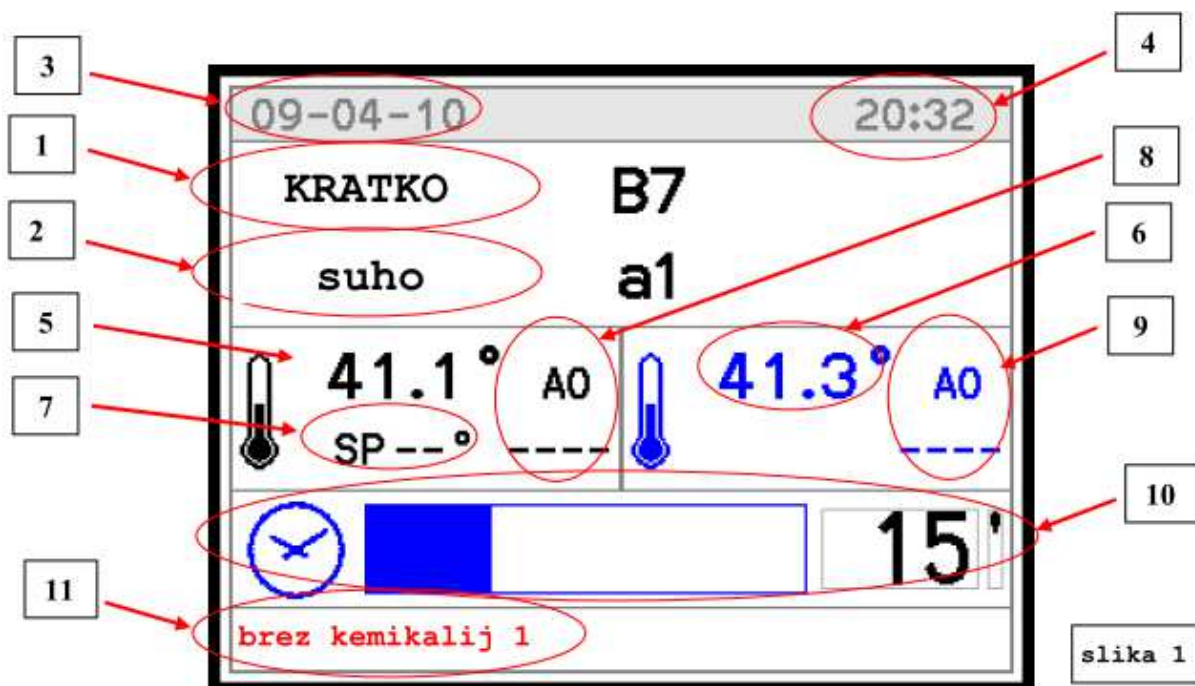 3
4
09-04-10 20:32
1
KRATKO B7
8
2
suho a1
6
5
41.1° A0 41.3° A0
9
7
SP--° ---- ----
10
15'
11
brez kemikalij 1
slika 1